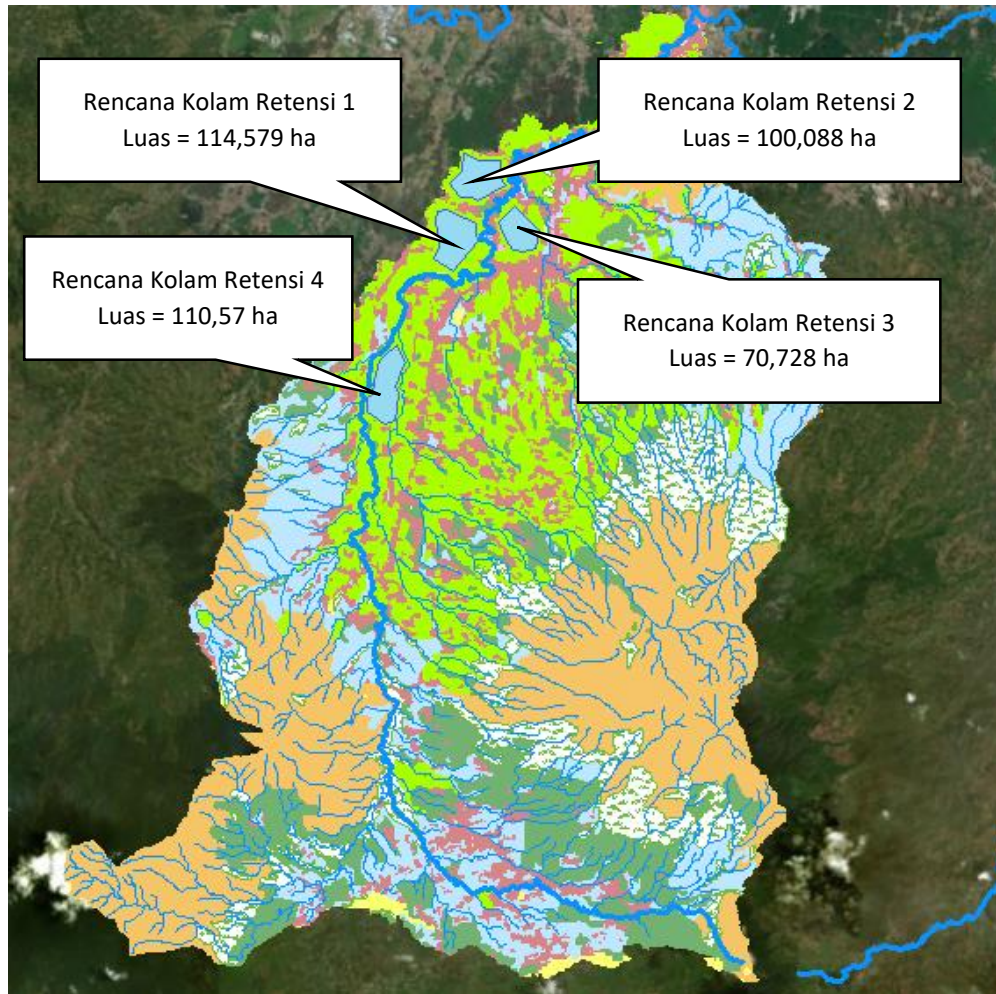 Rencana Kolam Retensi 1
Luas = 114,579 ha
Rencana Kolam Retensi 2
Luas = 100,088 ha
Rencana Kolam Retensi 4
Luas = 110,57 ha
Rencana Kolam Retensi 3
Luas = 70,728 ha